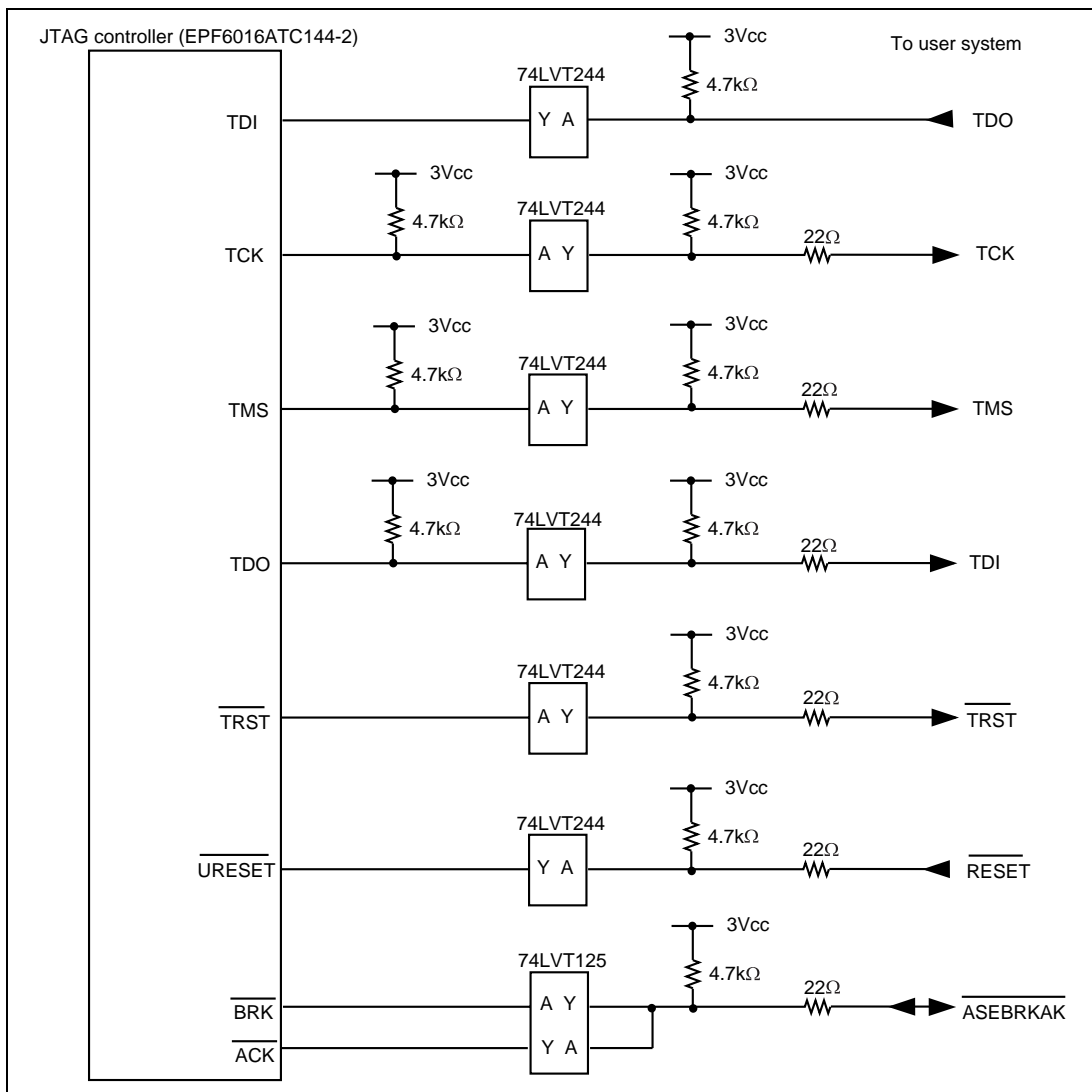 JTAG controller (EPF6016ATC144-2)
3Vcc
To user system
74LVT244
4.7kΩ
TDI
Y A
TDO
3Vcc
3Vcc
74LVT244
4.7kΩ
4.7kΩ
22Ω
TCK
A Y
TCK
3Vcc
3Vcc
74LVT244
4.7kΩ
4.7kΩ
22Ω
TMS
A Y
TMS
3Vcc
3Vcc
74LVT244
4.7kΩ
4.7kΩ
22Ω
TDO
A Y
TDI
3Vcc
74LVT244
4.7kΩ
22Ω
TRST
A Y
TRST
3Vcc
74LVT244
4.7kΩ
22Ω
URESET
Y A
RESET
3Vcc
74LVT125
4.7kΩ
22Ω
BRK
A Y
ASEBRKAK
ACK
Y A